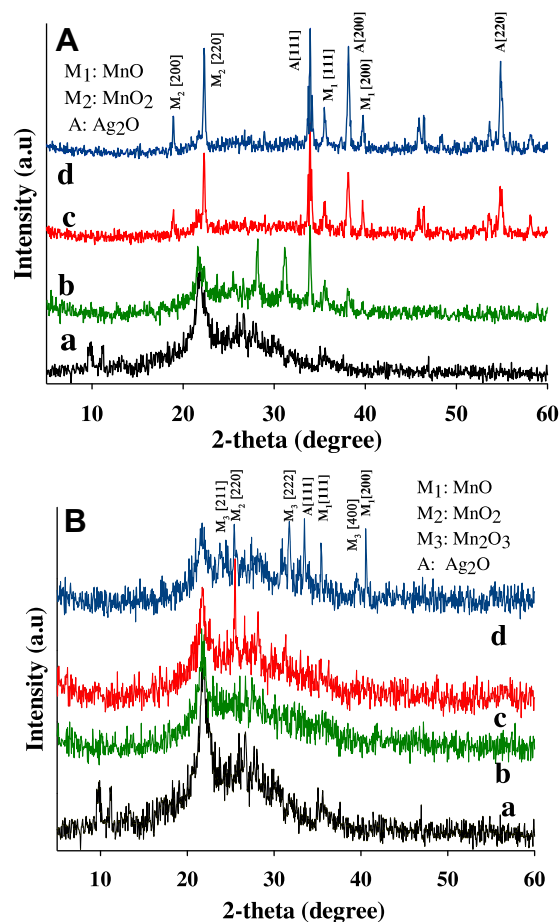 A
M₁: MnO
M₂: MnO₂
A: Ag₂O
M₂ [200]
M₂ [220]
A[111]
M₁ [111]
A[200]
M₁ [200]
A[220]
d
c
b
a
Intensity (a.u)
10 20 30 40 50 60
2-theta (degree)
B
M₃ [211]
M₂ [220]
M₃ [222]
A[111]
M₁[111]
M₃ [400]
M₁[200]
M₁: MnO
M₂: MnO₂
M₃: Mn₂O₃
A: Ag₂O
d
c
b
a
Intensity (a.u)
10 20 30 40 50 60
2-theta (degree)